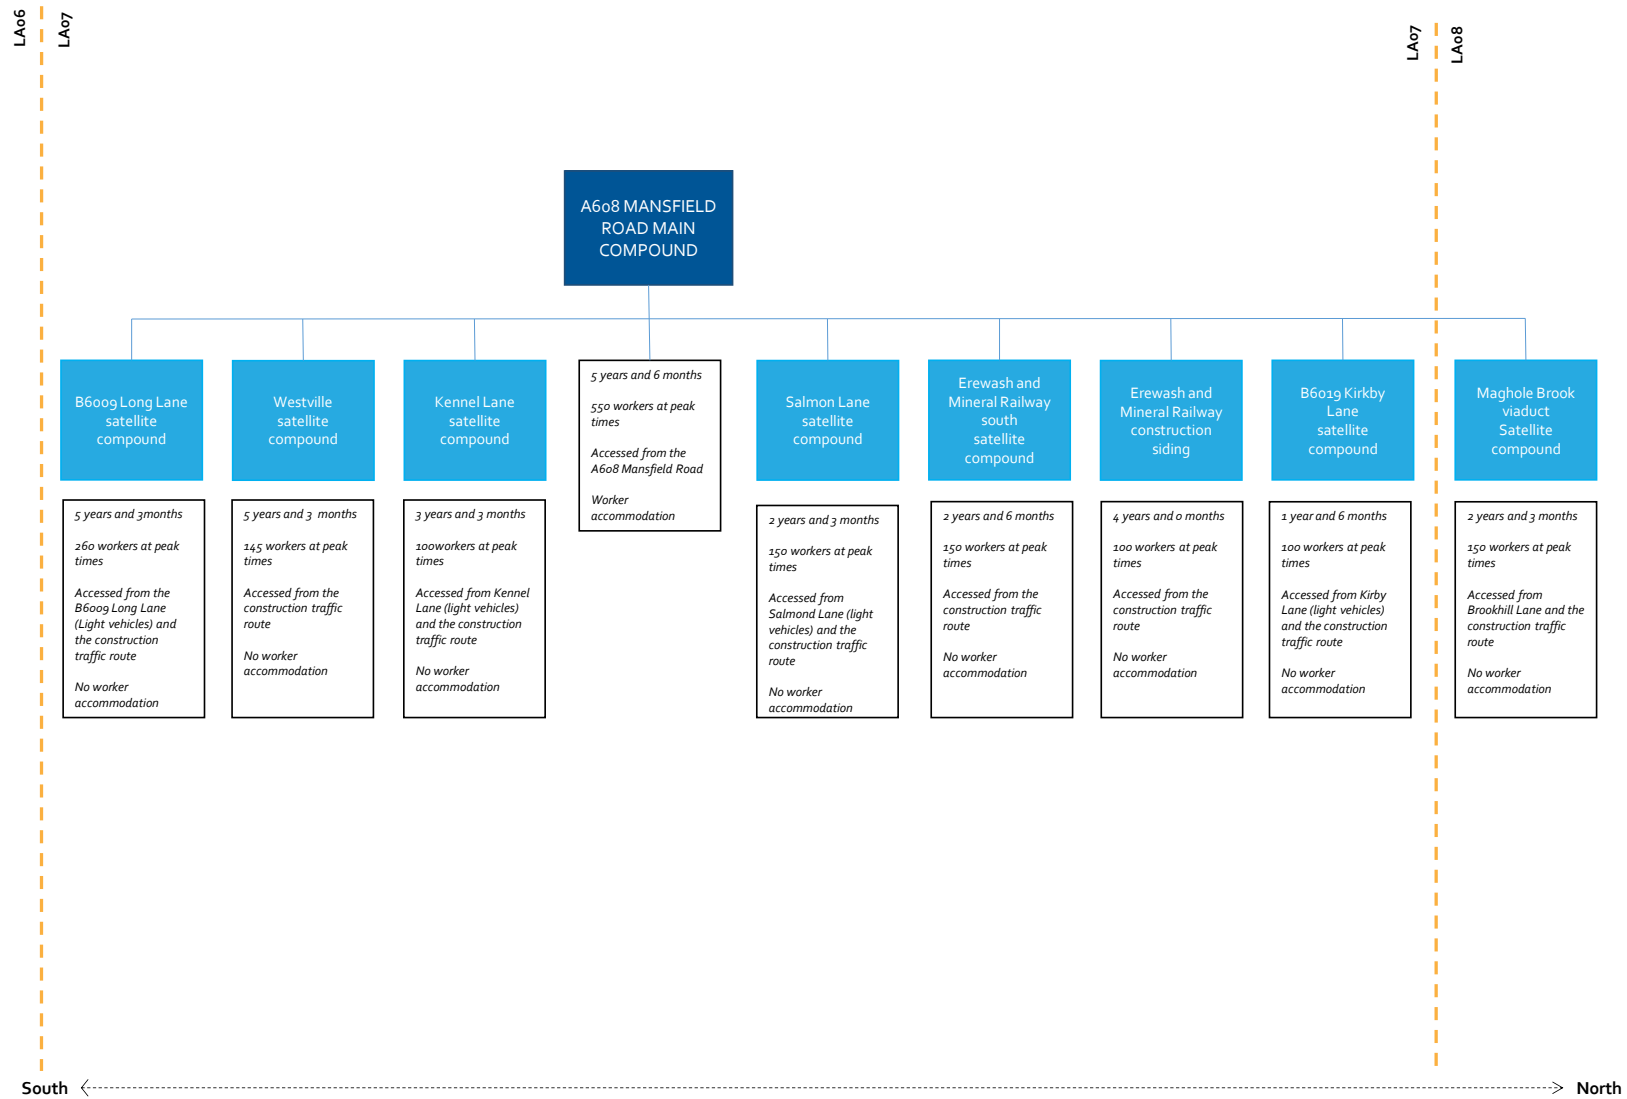 LA06
LA07
LA07
LA08
A608 MANSFIELD
ROAD MAIN
COMPOUND
B6009 Long Lane
satellite
compound
Westville
satellite
compound
Kennel Lane
satellite
compound
5 years and 6 months
550 workers at peak
times
Accessed from the
A608 Mansfield Road
Worker
accommodation
Salmon Lane
satellite
compound
Erewash and
Mineral Railway
south
satellite
compound
Erewash and
Mineral Railway
construction
siding
B6019 Kirkby
Lane
satellite
compound
Maghole Brook
viaduct
Satellite
compound
5 years and 3months
260 workers at peak
times
Accessed from the
B6009 Long Lane
(Light vehicles) and
the construction
traffic route
No worker
accommodation
5 years and 3  months
145 workers at peak
times
Accessed from the
construction traffic
route
No worker
accommodation
3 years and 3 months
100workers at peak
times
Accessed from Kennel
Lane (light vehicles)
and the construction
traffic route
No worker
accommodation
2 years and 3 months
150 workers at peak
times
Accessed from
Salmond Lane (light
vehicles) and the
construction traffic
route
No worker
accommodation
2 years and 6 months
150 workers at peak
times
Accessed from the
construction traffic
route
No worker
accommodation
4 years and 0 months
100 workers at peak
times
Accessed from the
construction traffic
route
No worker
accommodation
1 year and 6 months
100 workers at peak
times
Accessed from Kirby
Lane (light vehicles)
and the construction
traffic route
No worker
accommodation
2 years and 3 months
150 workers at peak
times
Accessed from
Brookhill Lane and the
construction traffic
route
No worker
accommodation
South
North